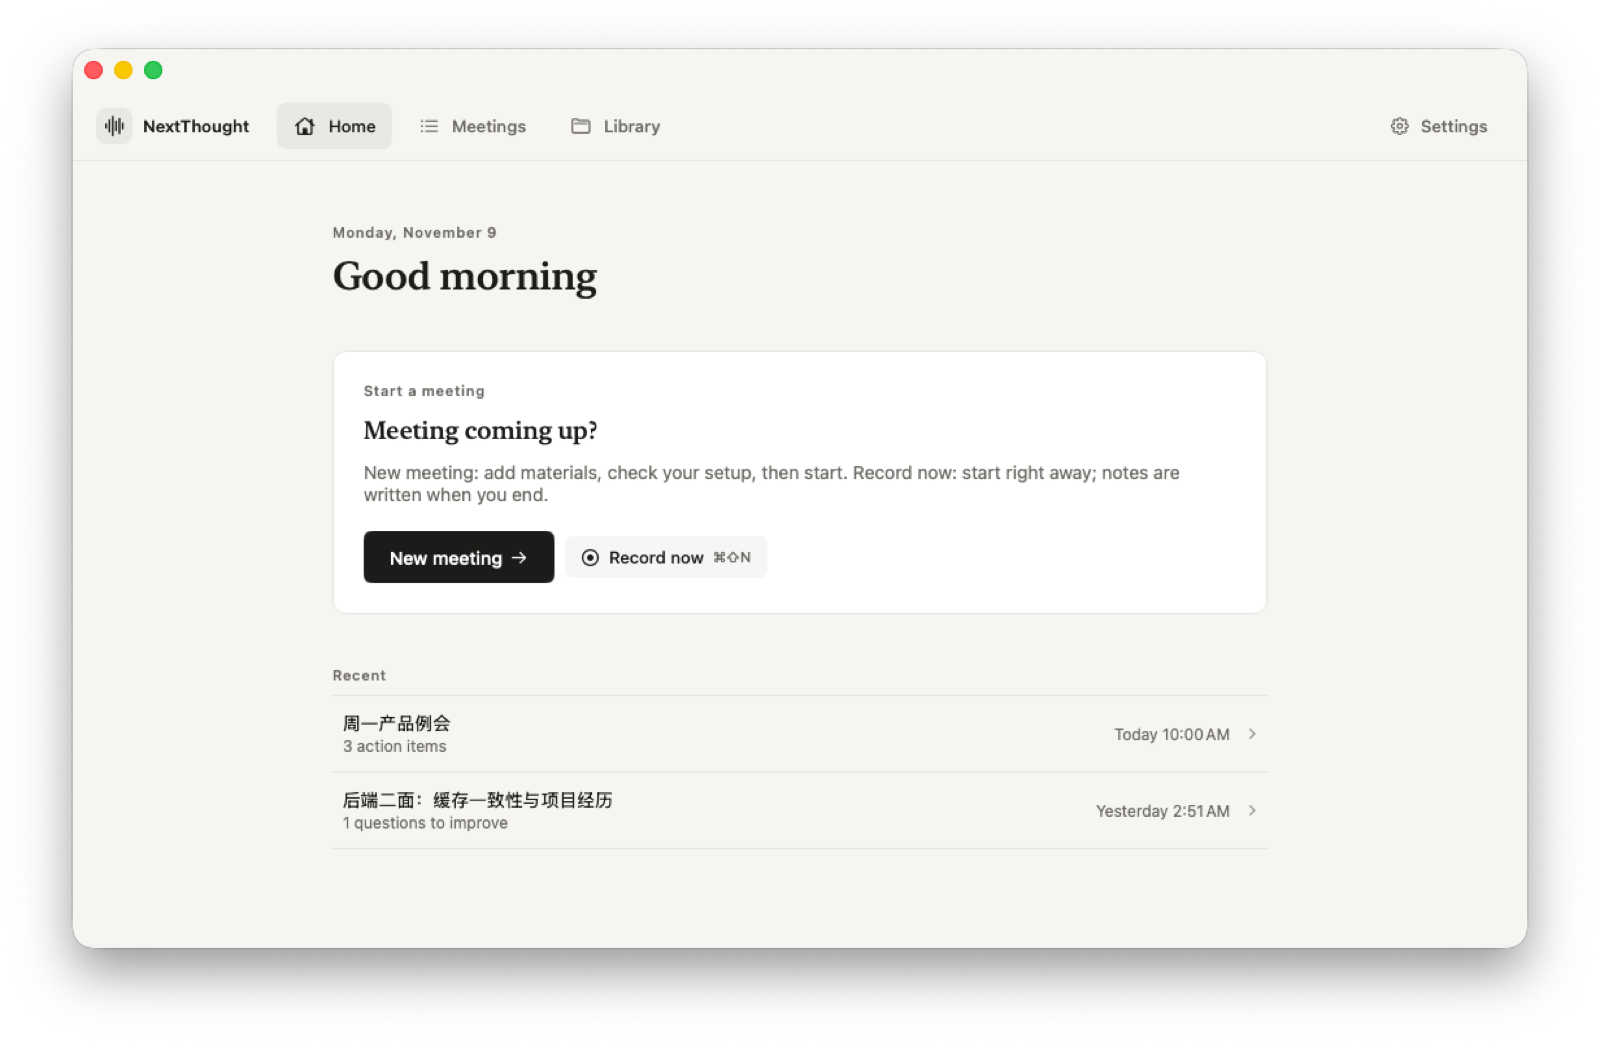 NextThought
Home
Meetings
Library
Settings
Monday, November 9
Good morning
Start a meeting
Meeting coming up?
New meeting: add materials, check your setup, then start. Record now: start right away; notes are
written when you end.
New meeting →
Record now ⌘⇧N
Recent
周一产品例会
3 action items
Today 10:00 AM
后端二面：缓存一致性与项目经历
1 questions to improve
Yesterday 2:51 AM